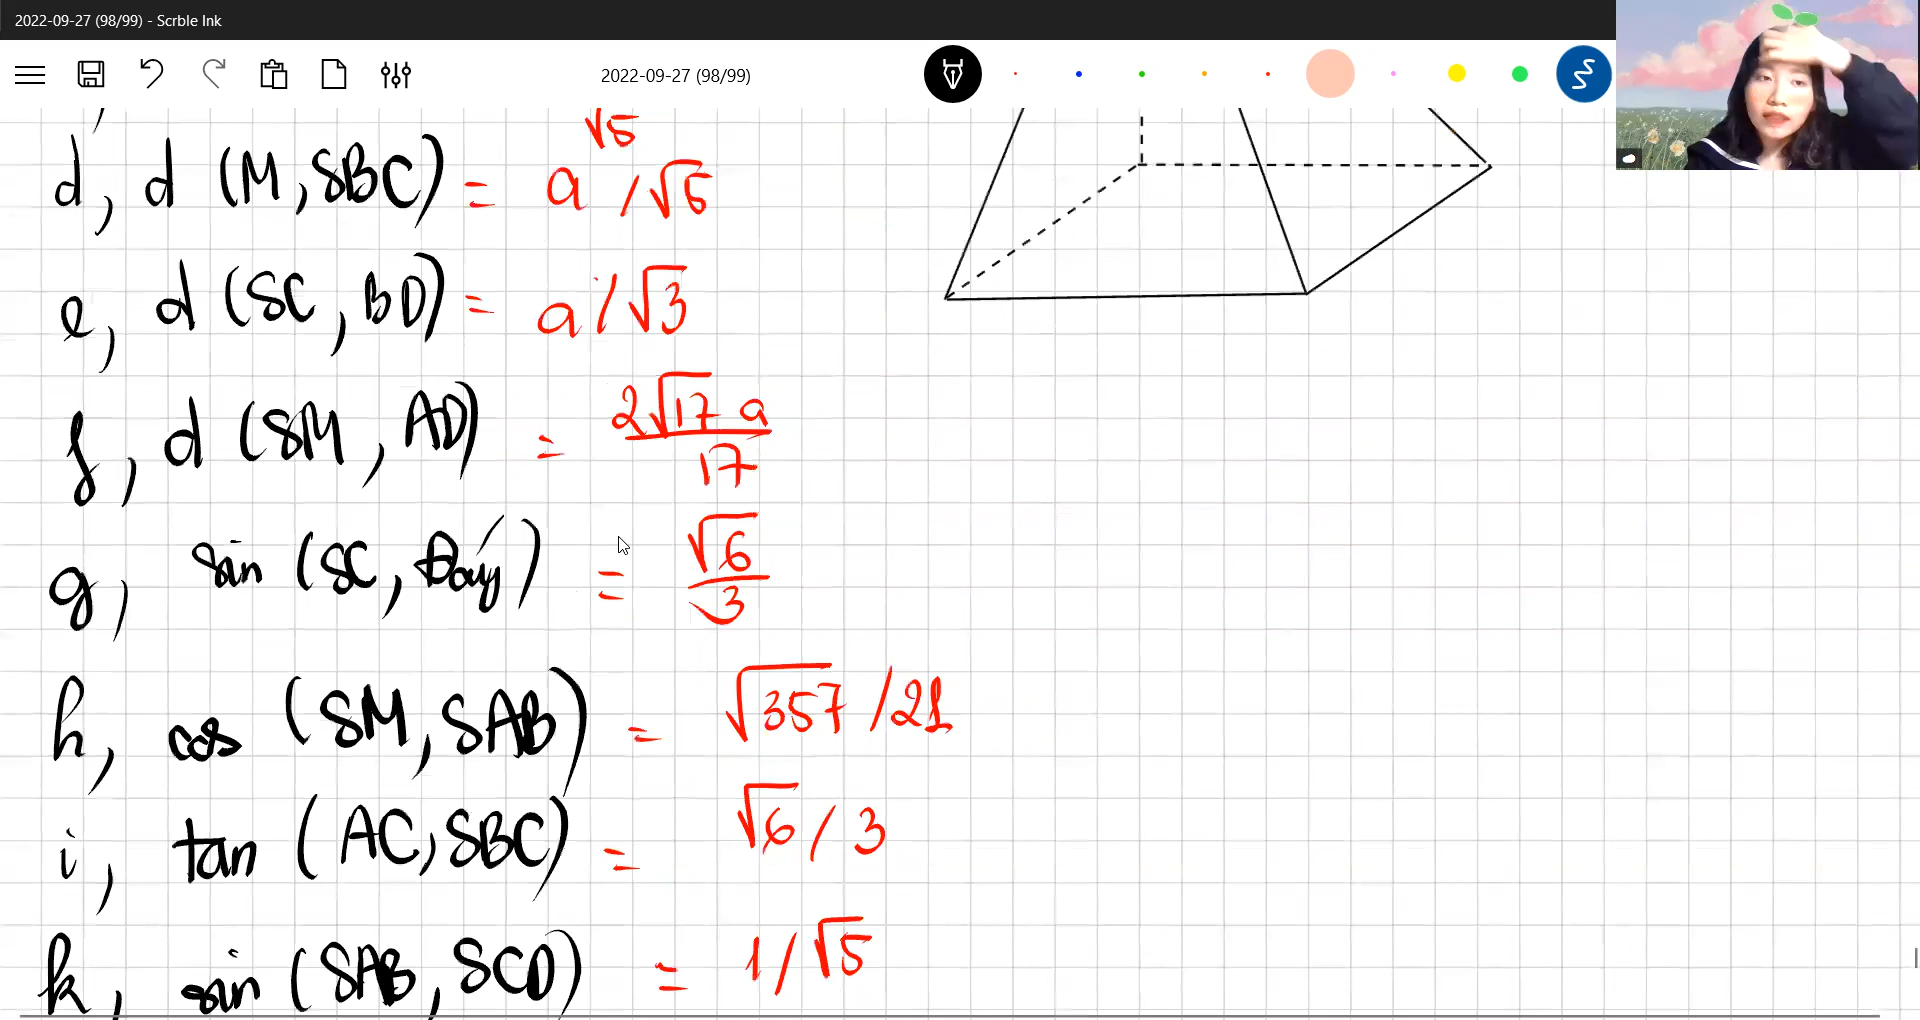 2022-09-27 (98/99) - Scrble Ink
2022-09-27 (98/99)
√5
d, d (M, SBC) = a /√5
e, d (SC, BD) = a /√3
f, d (SM, AD) = 2√17 a / 17
g, sin (SC, Đáy) = √6 / 3
h, cos (SM, SAB) = √357 / 21
i, tan (AC, SBC) = √6 / 3
k, sin (SAB, SCD) = 1 / √5